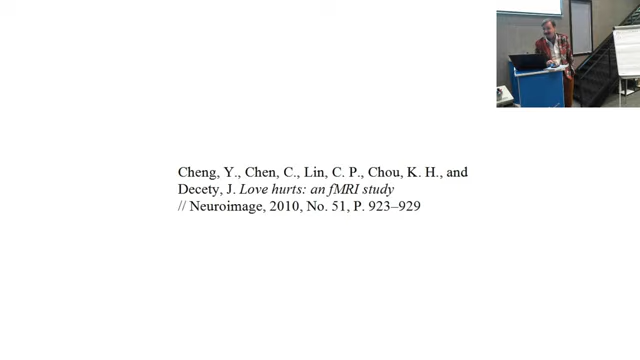 Cheng, Y., Chen, C., Lin, C. P., Chou, K. H., and
Decety, J. Love hurts: an fMRI study
// Neuroimage, 2010, No. 51, P. 923–929